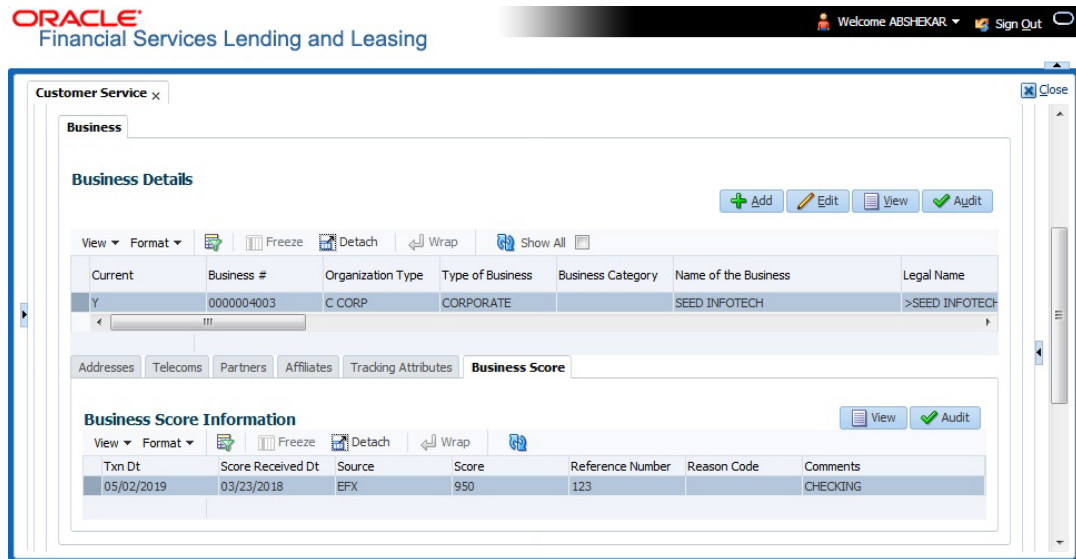 ORACLE
Welcome ABSHEKAR Sign Out
Financial Services Lending and Leasing
Customer Service x Close
Business
Business Details
Add Edit View Audit
View Format Freeze Detach Wrap Show All
Current Business # Organization Type Type of Business Business Category Name of the Business Legal Name
Y 0000004003 C CORP CORPORATE SEED INFOTECH >SEED INFOTECH
Addresses Telecoms Partners Affiliates Tracking Attributes Business Score
Business Score Information View Audit
View Format Freeze Detach Wrap
Txn Dt Score Received Dt Source Score Reference Number Reason Code Comments
05/02/2019 03/23/2018 EFX 950 123 CHECKING